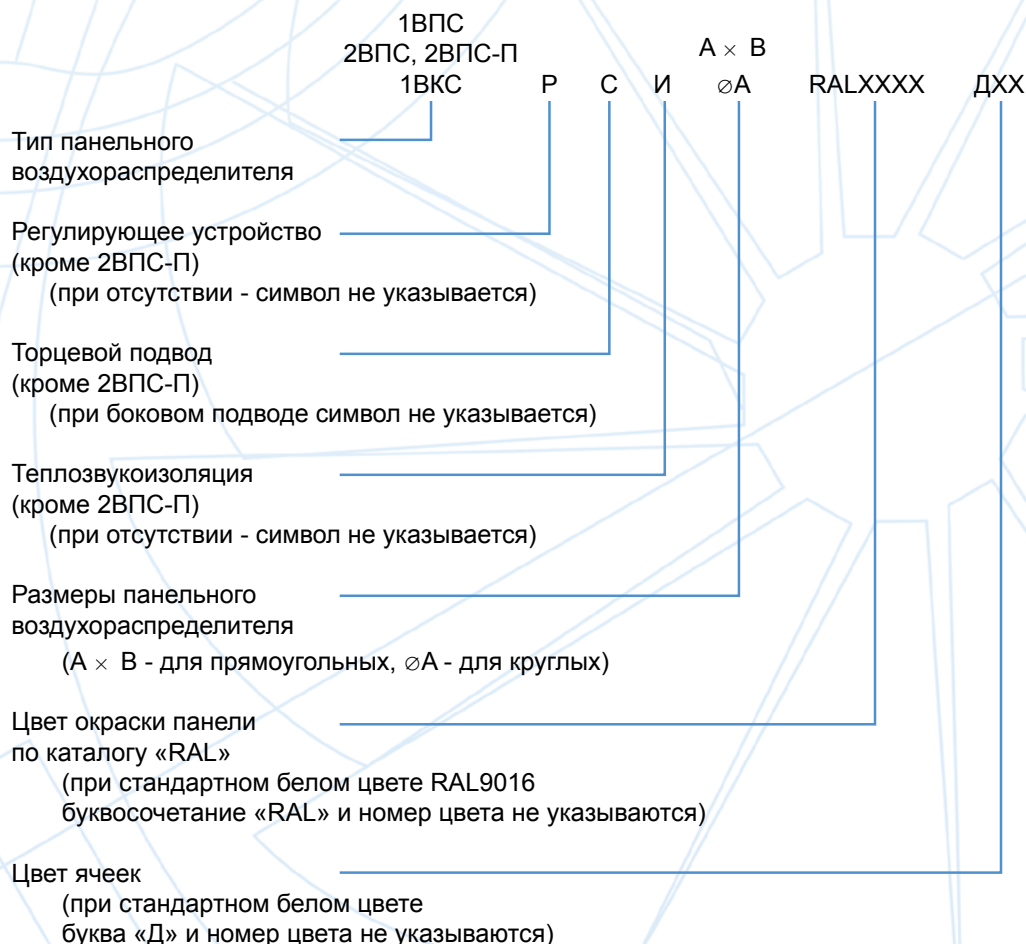 1ВПС
2ВПС, 2ВПС-П А × В
1ВКС Р С И ⌀А RALXXXX ДХХ
Тип панельного
воздухораспределителя
Регулирующее устройство
(кроме 2ВПС-П)
(при отсутствии - символ не указывается)
Торцевой подвод
(кроме 2ВПС-П)
(при боковом подводе символ не указывается)
Теплозвукоизоляция
(кроме 2ВПС-П)
(при отсутствии - символ не указывается)
Размеры панельного
воздухораспределителя
(А × В - для прямоугольных, ⌀А - для круглых)
Цвет окраски панели
по каталогу «RAL»
(при стандартном белом цвете RAL9016
буквосочетание «RAL» и номер цвета не указываются)
Цвет ячеек
(при стандартном белом цвете
буква «Д» и номер цвета не указываются)